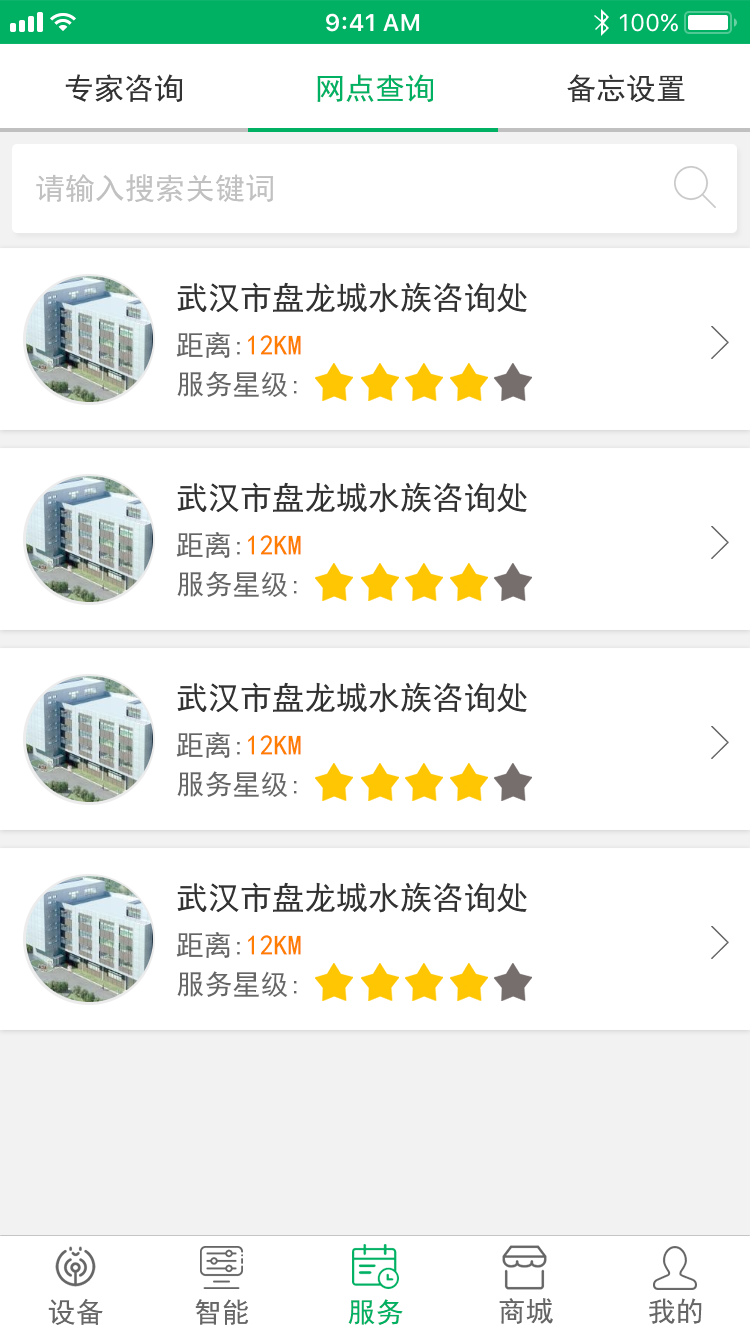 9:41 AM 100%
专家咨询 网点查询 备忘设置
请输入搜索关键词
武汉市盘龙城水族咨询处
距离:12KM
服务星级:
武汉市盘龙城水族咨询处
距离:12KM
服务星级:
武汉市盘龙城水族咨询处
距离:12KM
服务星级:
武汉市盘龙城水族咨询处
距离:12KM
服务星级:
设备 智能 服务 商城 我的